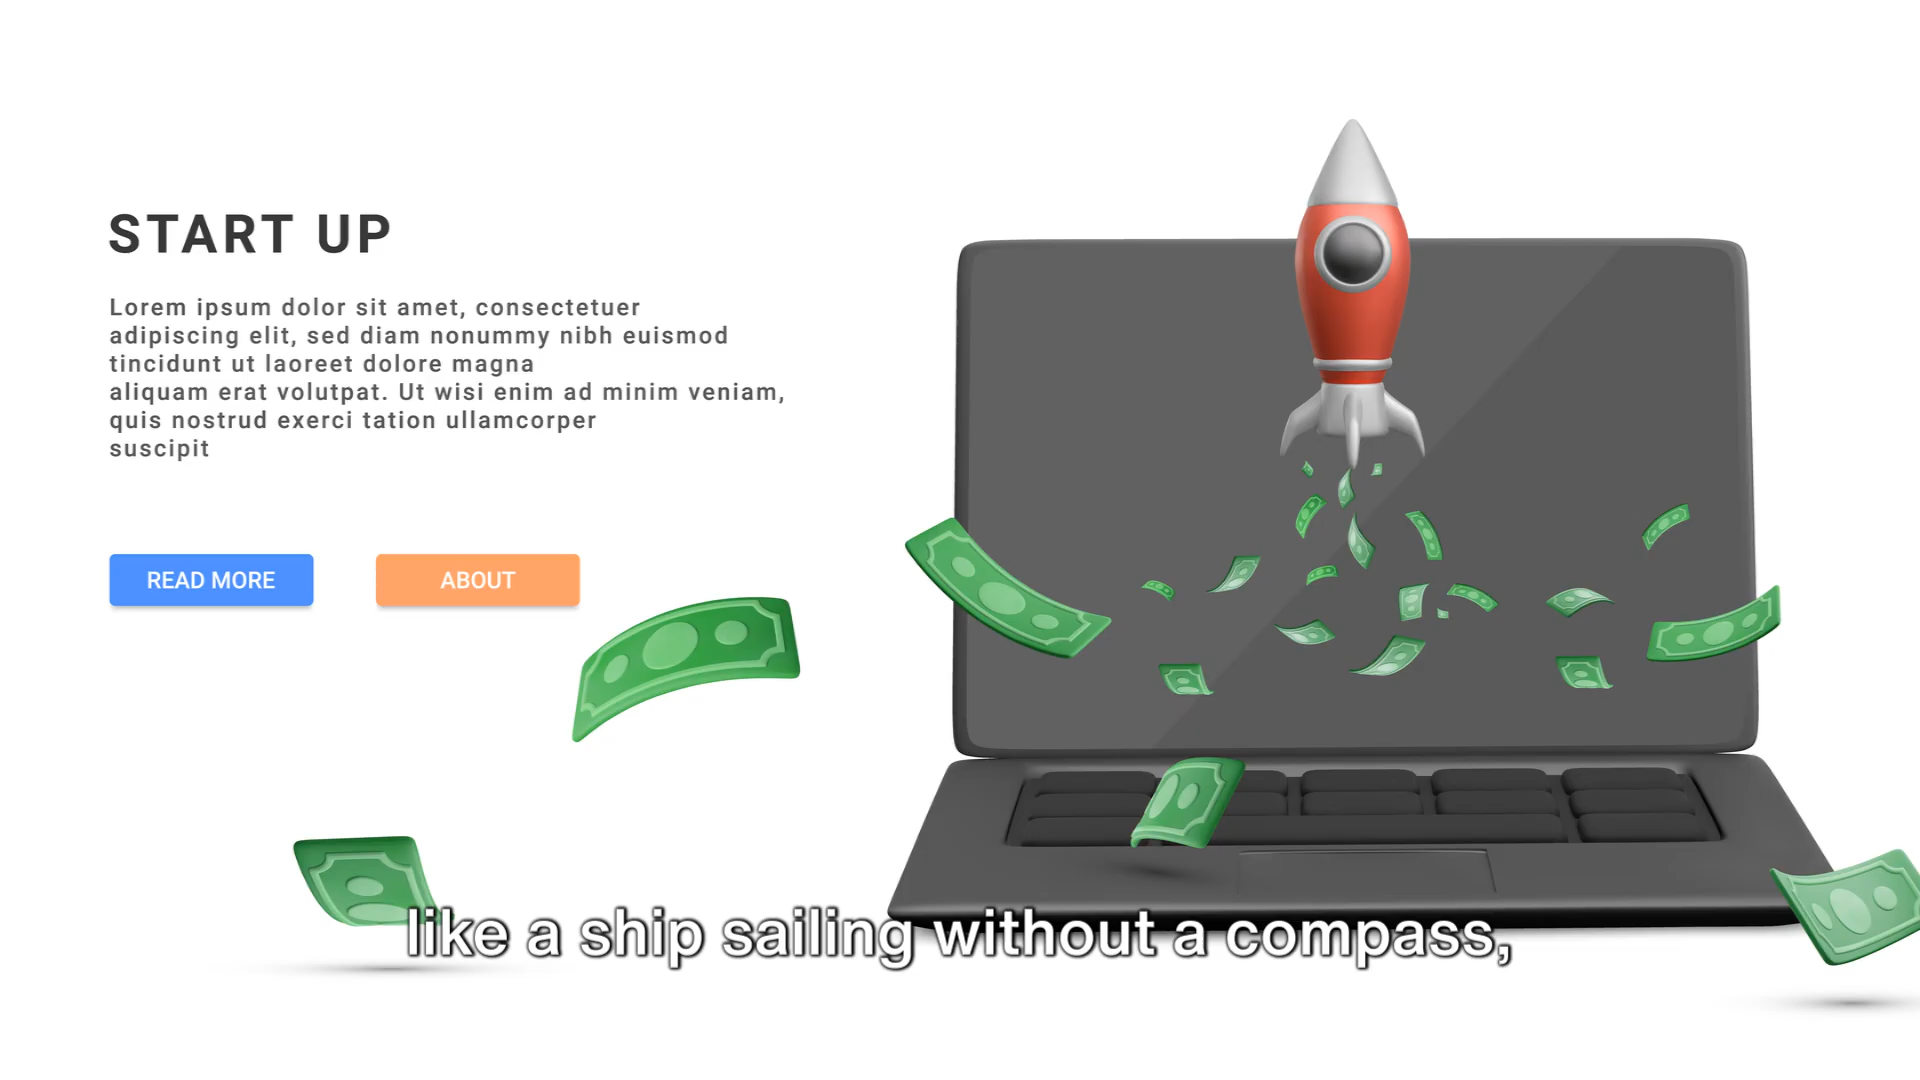 START UP
Lorem ipsum dolor sit amet, consectetuer
adipiscing elit, sed diam nonummy nibh euismod
tincidunt ut laoreet dolore magna
aliquam erat volutpat. Ut wisi enim ad minim veniam,
quis nostrud exerci tation ullamcorper
suscipit
READ MORE
ABOUT
like a ship sailing without a compass,